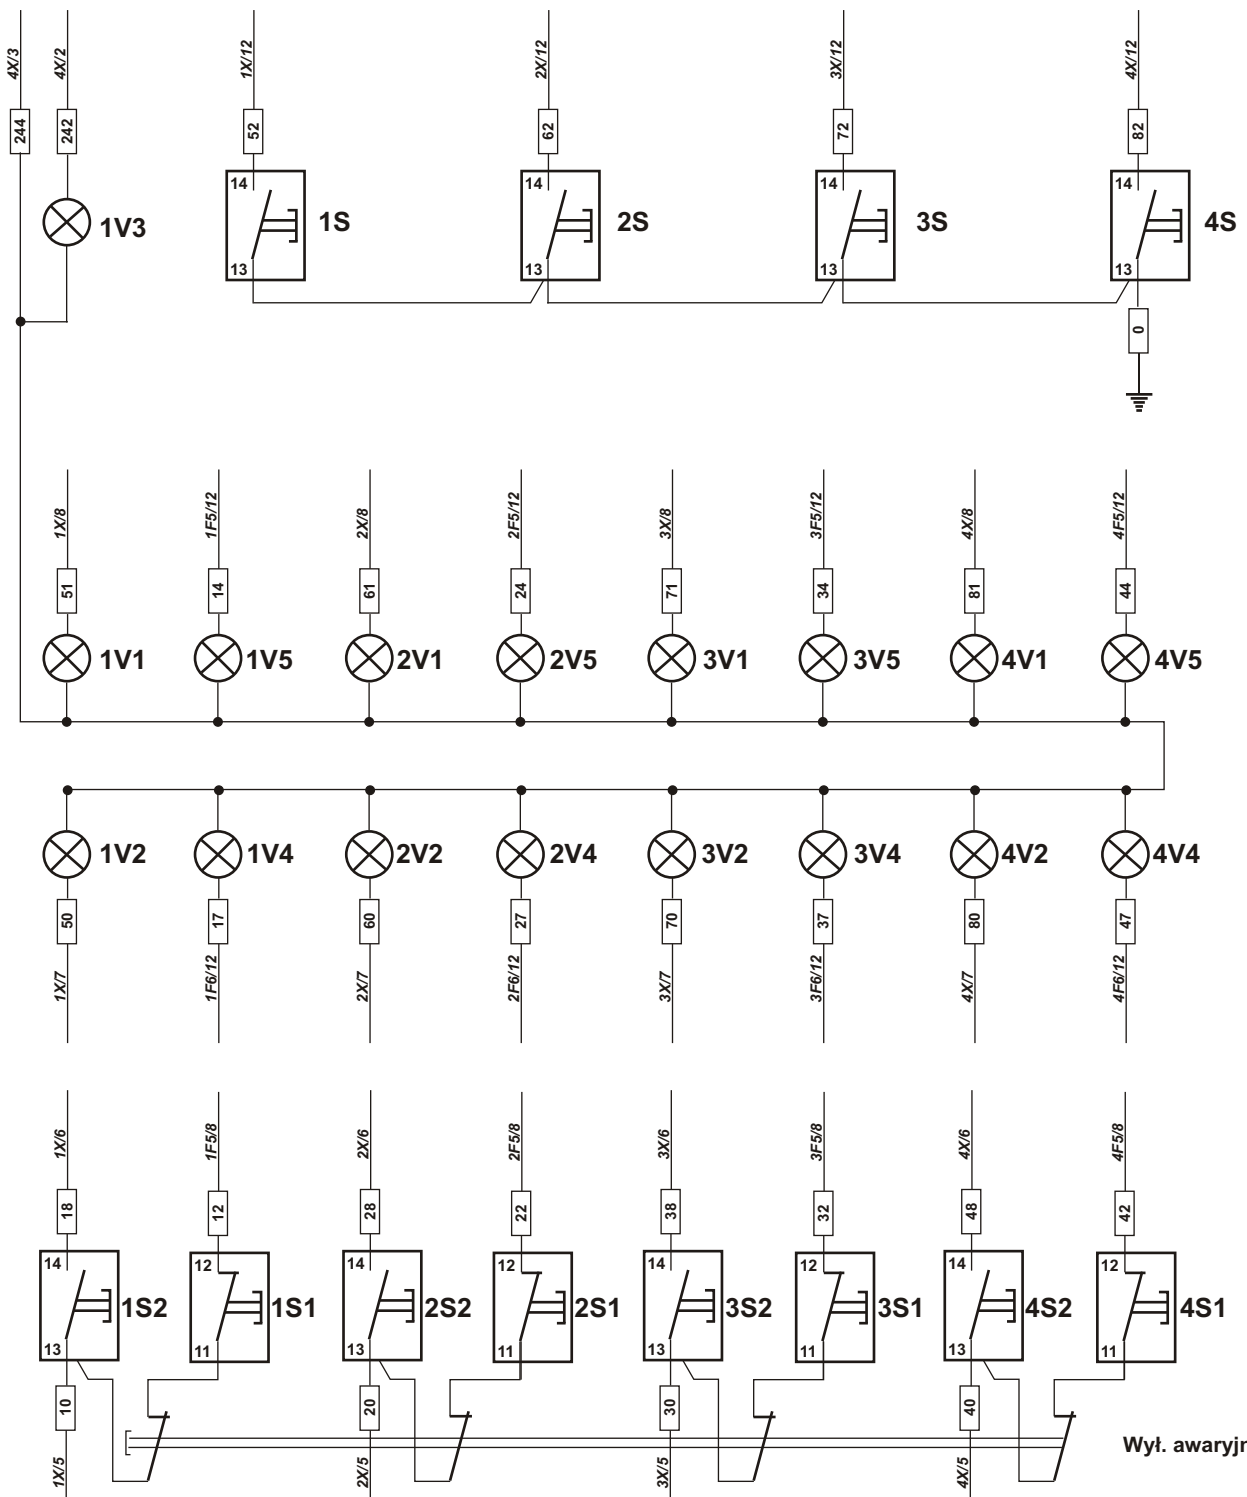 4X/3
4X/2
1X/12
2X/12
3X/12
4X/12
244
242
52
62
72
82
14
14
14
14
1V3
1S
2S
3S
4S
13
13
13
13
0
1X/8
1F5/12
2X/8
2F5/12
3X/8
3F5/12
4X/8
4F5/12
51
14
61
24
71
34
81
44
1V1
1V5
2V1
2V5
3V1
3V5
4V1
4V5
1V2
1V4
2V2
2V4
3V2
3V4
4V2
4V4
50
17
60
27
70
37
80
47
1X/7
1F6/12
2X/7
2F6/12
3X/7
3F6/12
4X/7
4F6/12
1X/6
1F5/8
2X/6
2F5/8
3X/6
3F5/8
4X/6
4F5/8
18
12
28
22
38
32
48
42
14
12
14
12
14
12
14
12
1S2
1S1
2S2
2S1
3S2
3S1
4S2
4S1
13
11
13
11
13
11
13
11
10
20
30
40
Wył. awaryjn
1X/5
2X/5
3X/5
4X/5